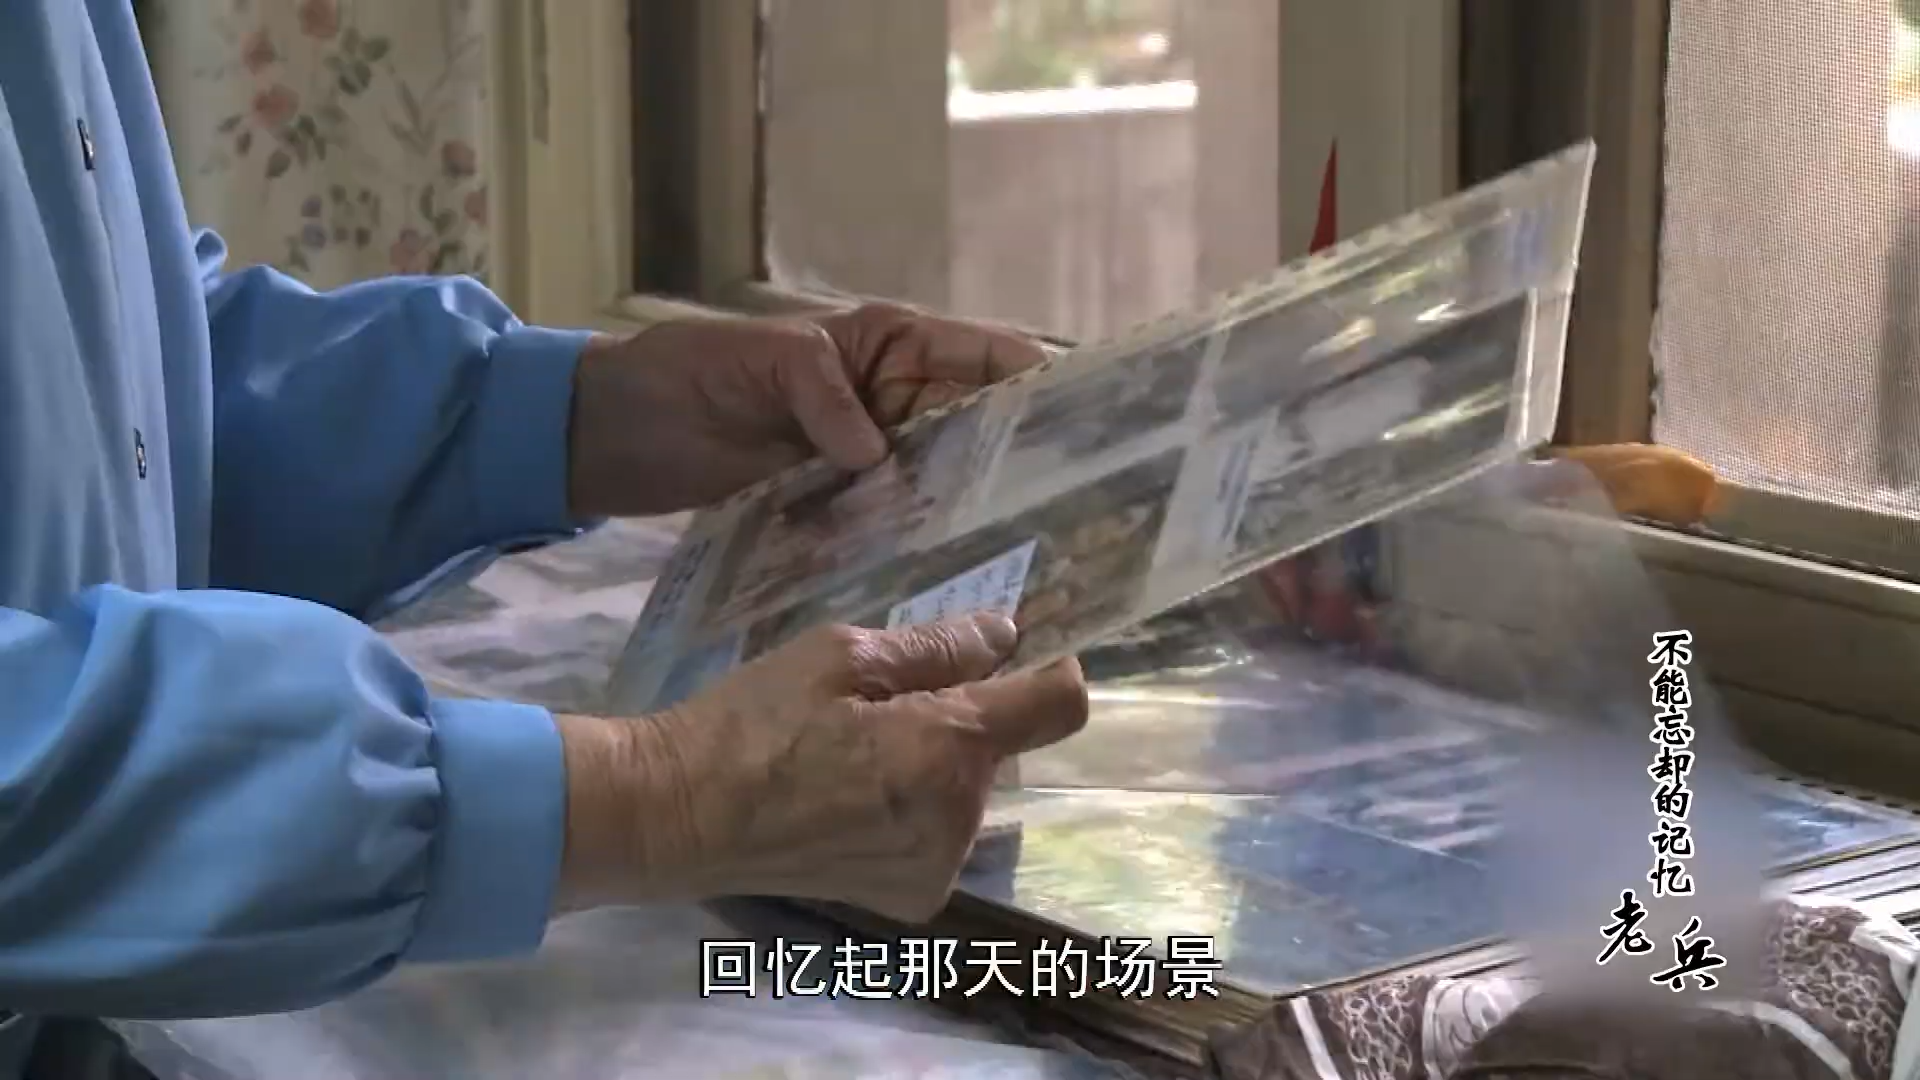 不能忘却的记忆
老兵
回忆起那天的场景